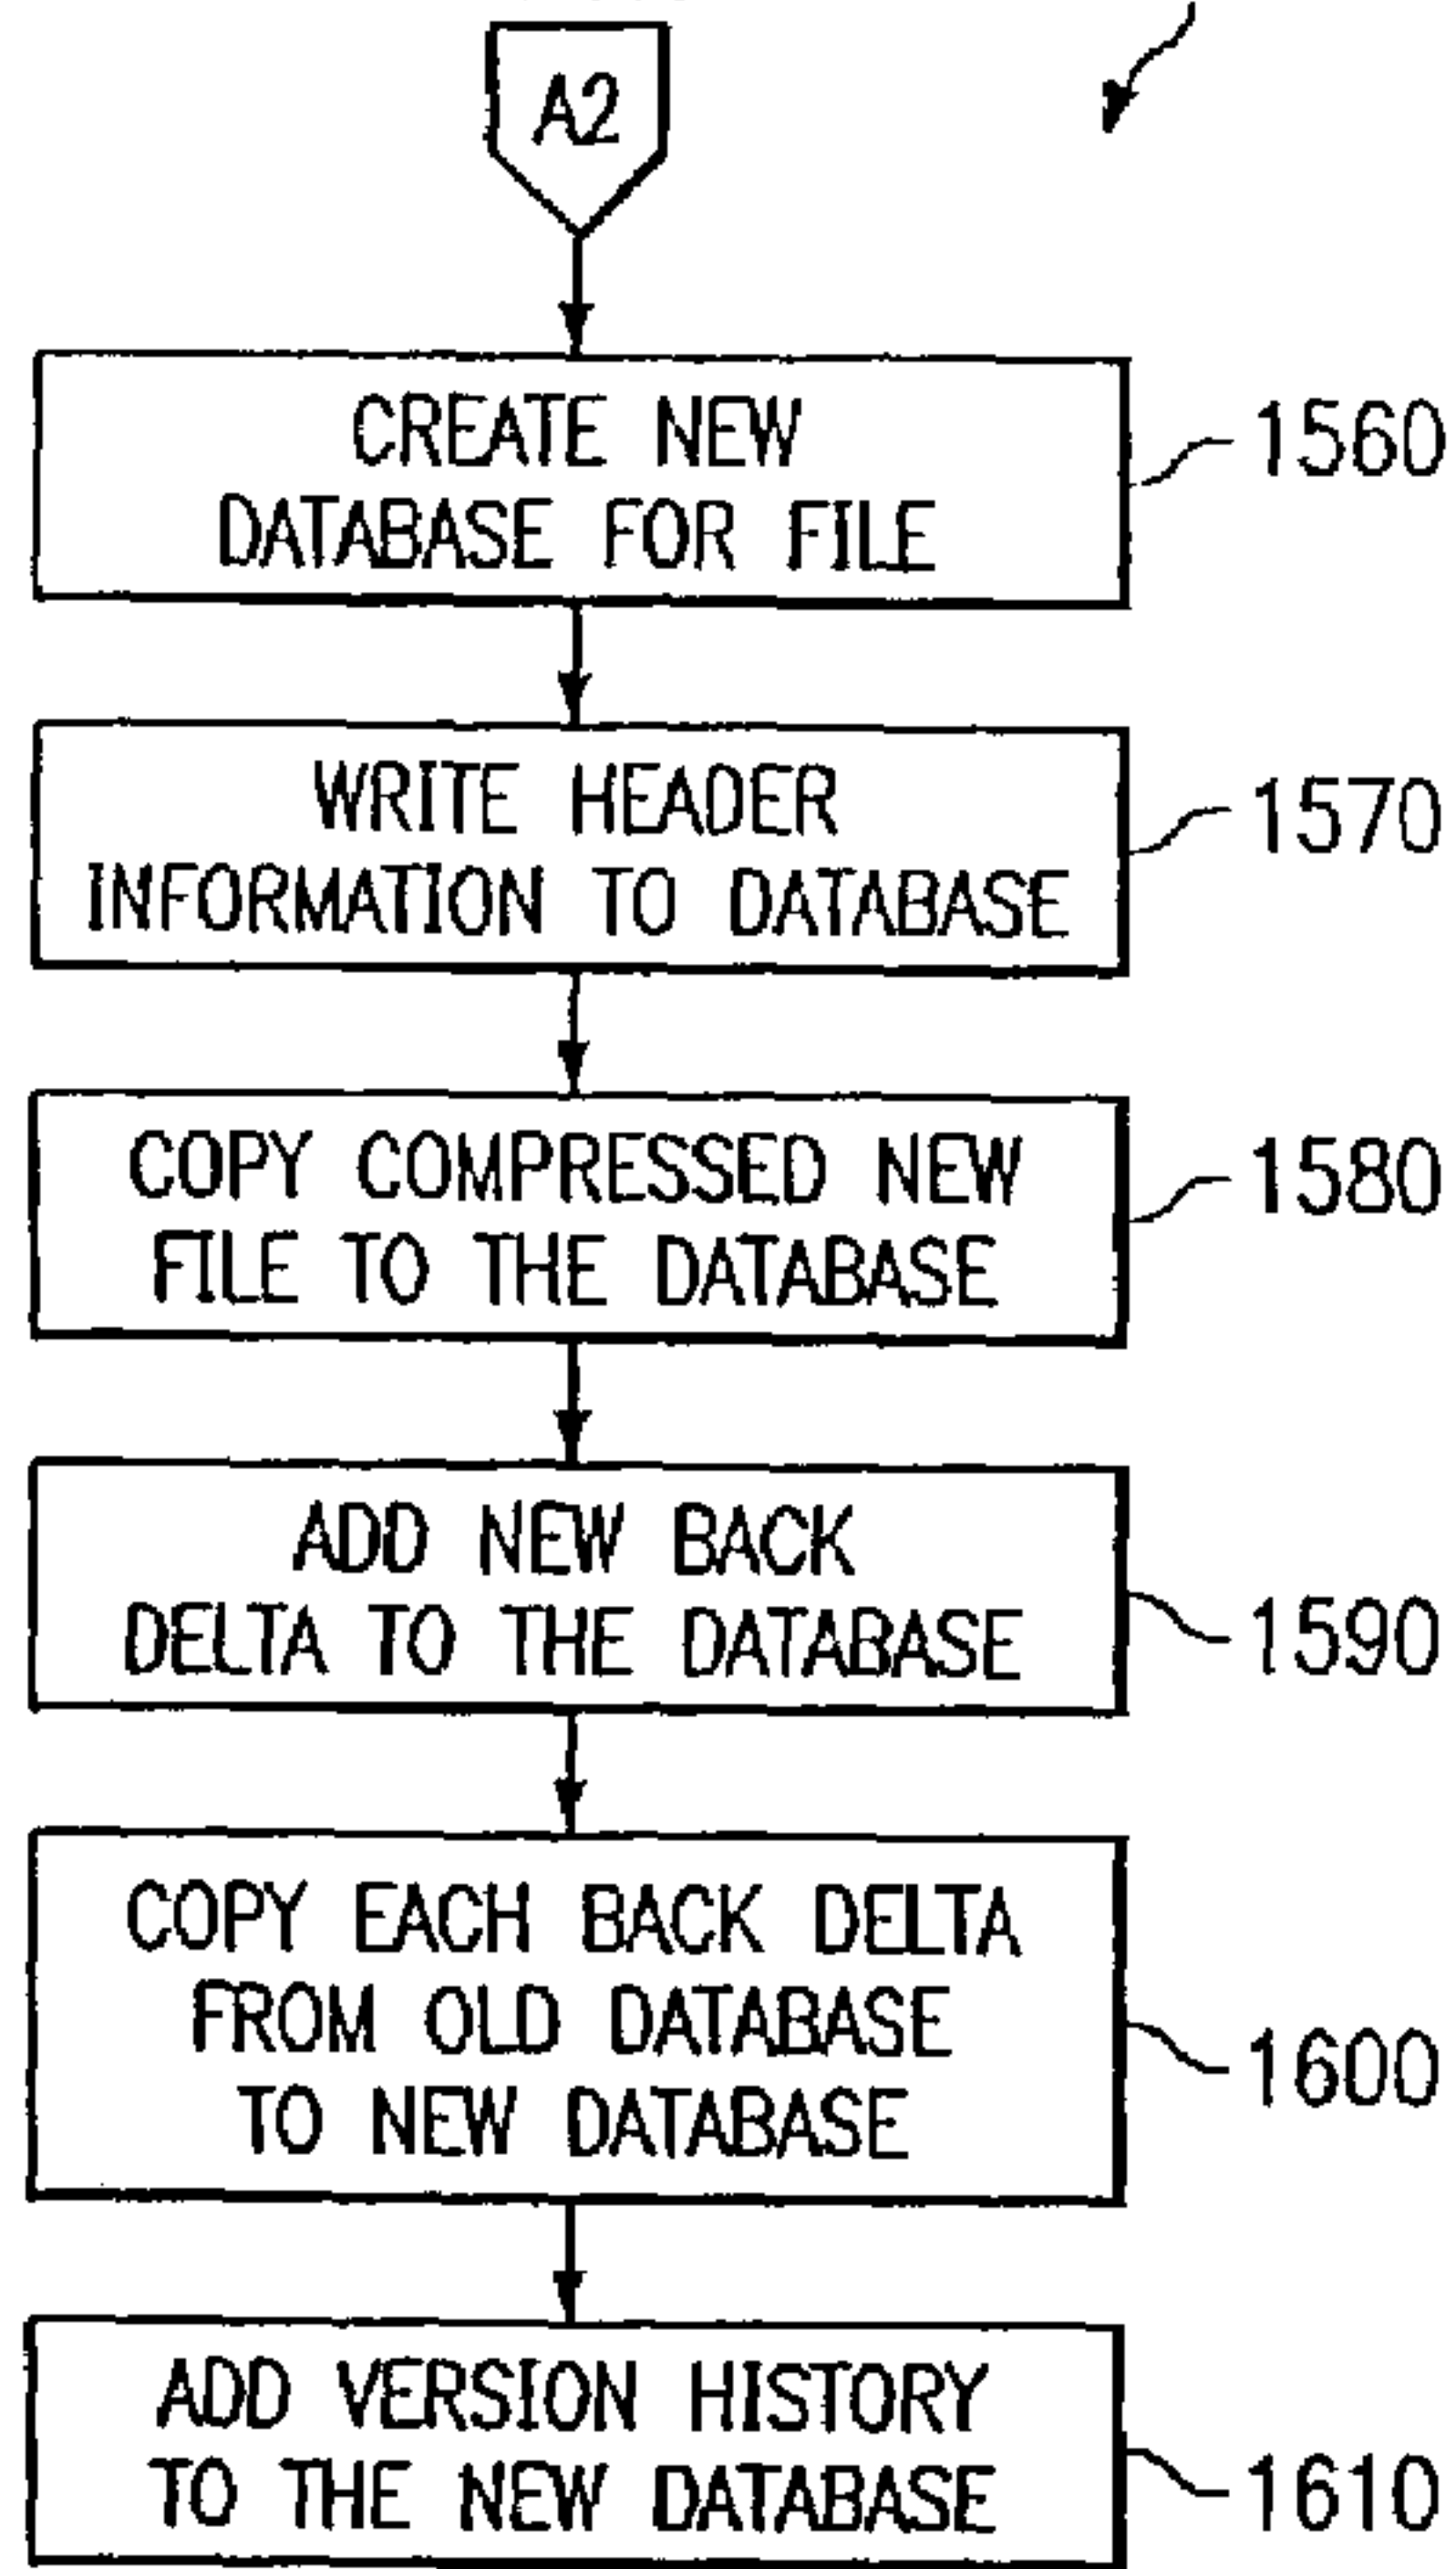 A2
CREATE NEW
DATABASE FOR FILE
1560
WRITE HEADER
INFORMATION TO DATABASE
1570
COPY COMPRESSED NEW
FILE TO THE DATABASE
1580
ADD NEW BACK
DELTA TO THE DATABASE
1590
COPY EACH BACK DELTA
FROM OLD DATABASE
TO NEW DATABASE
1600
ADD VERSION HISTORY
TO THE NEW DATABASE
1610